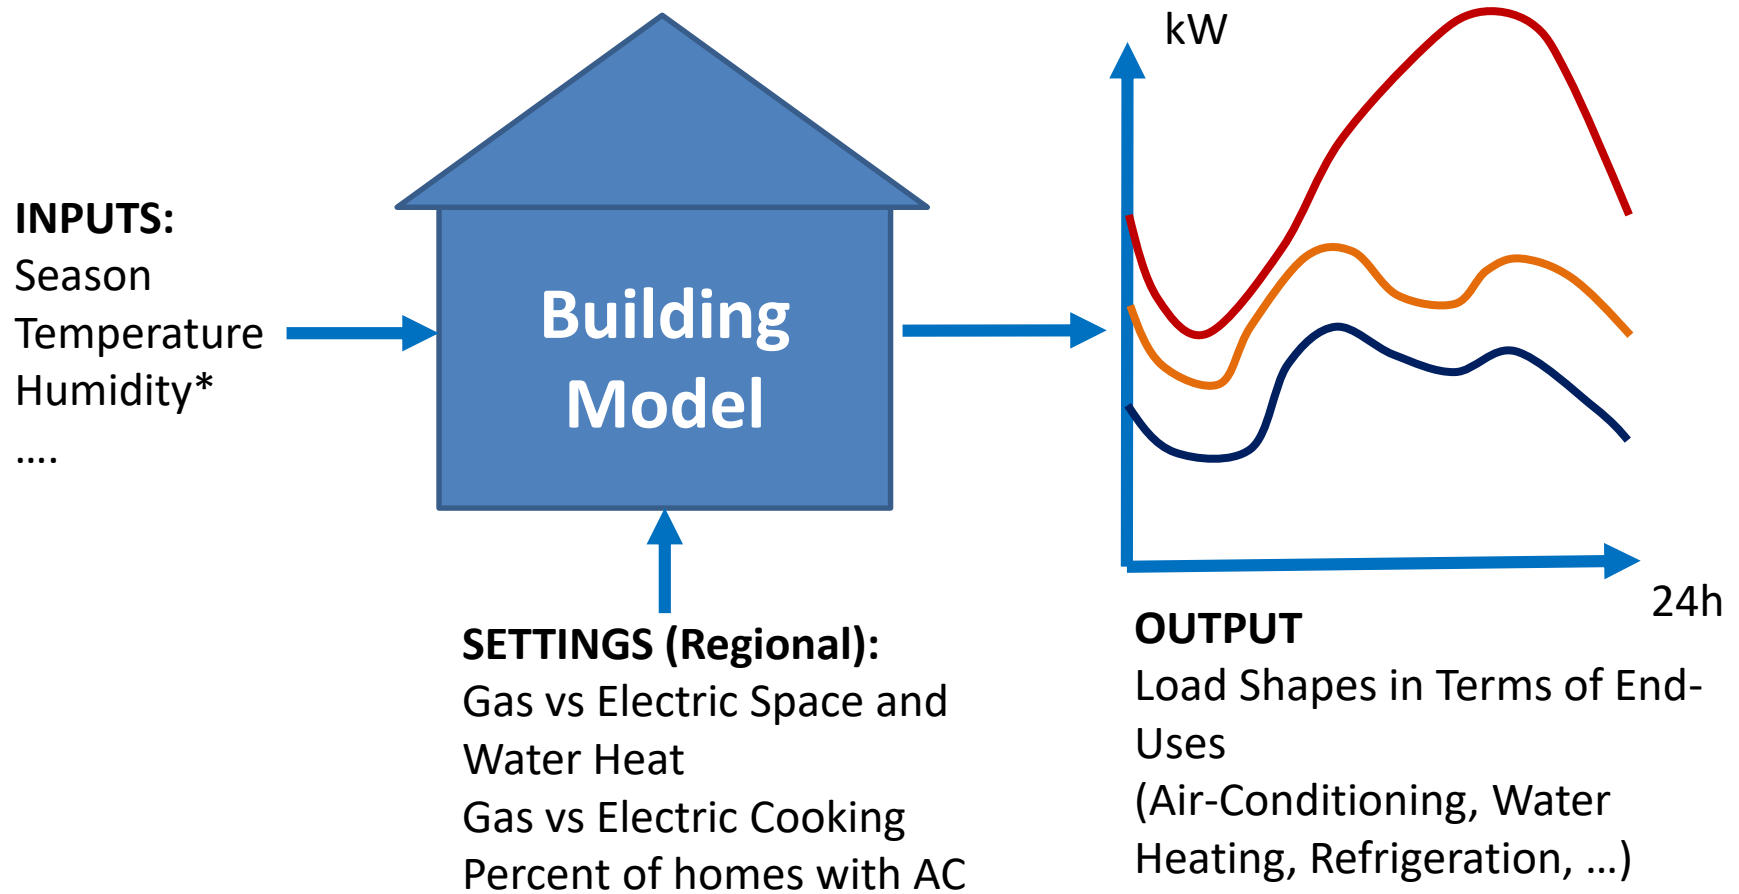 INPUTS:
Season
Temperature
Humidity*
....
Building
Model
SETTINGS (Regional):
Gas vs Electric Space and
Water Heat
Gas vs Electric Cooking
Percent of homes with AC
kW
24h
OUTPUT
Load Shapes in Terms of End-
Uses
(Air-Conditioning, Water
Heating, Refrigeration, …)